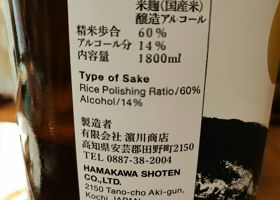 米麹(国産米)
醸造アルコール
精米歩合 60%
アルコール分 14%
内容量 1800ml
Type of Sake
Rice Polishing Ratio/60%
Alcohol/14%
製造者
有限会社 濵川商店
高知県安芸郡田野町2150
TEL 0887-38-2004
HAMAKAWA SHOTEN
CO.,LTD.
2150 Tano-cho Aki-gun,
Kochi, JAPAN